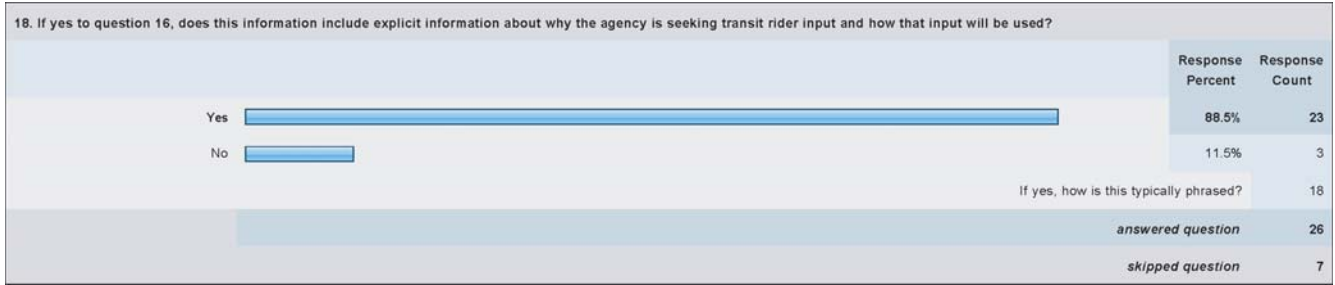 18. If yes to question 16, does this information include explicit information about why the agency is seeking transit rider input and how that input will be used?
Response Percent Response Count
Yes 88.5% 23
No 11.5% 3
If yes, how is this typically phrased? 18
answered question 26
skipped question 7